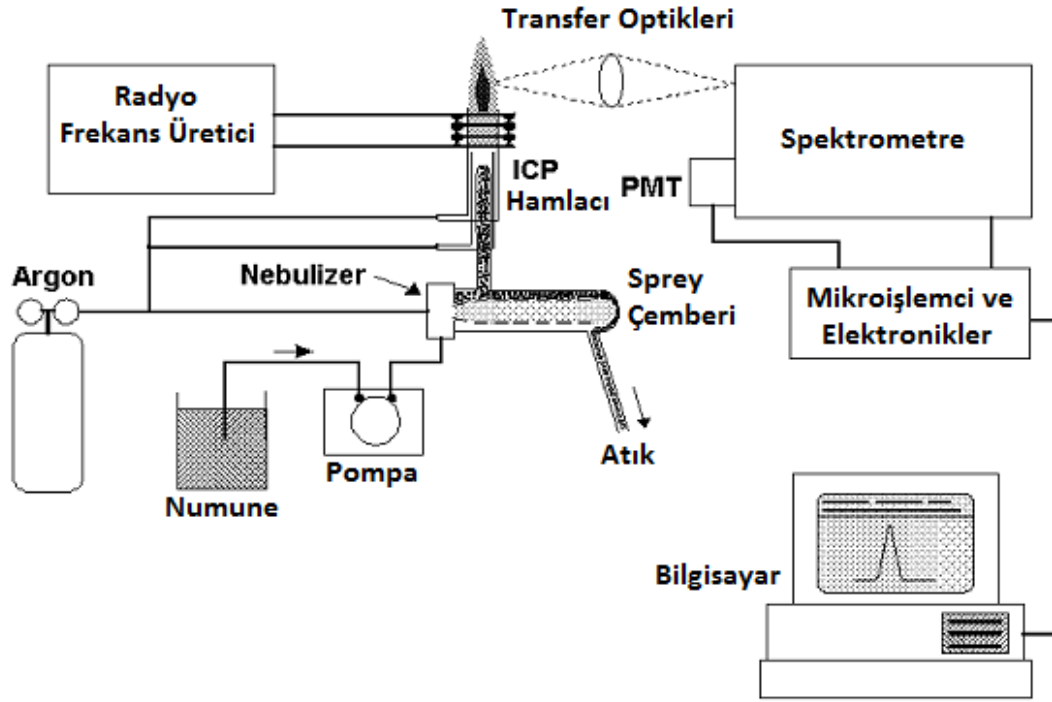 Transfer Optikleri
Radyo
Frekans Üretici
Spektrometre
ICP
Hamlacı
PMT
Argon
Nebulizer
Sprey
Çemberi
Mikroişlemci ve
Elektronikler
Pompa
Atık
Numune
Bilgisayar